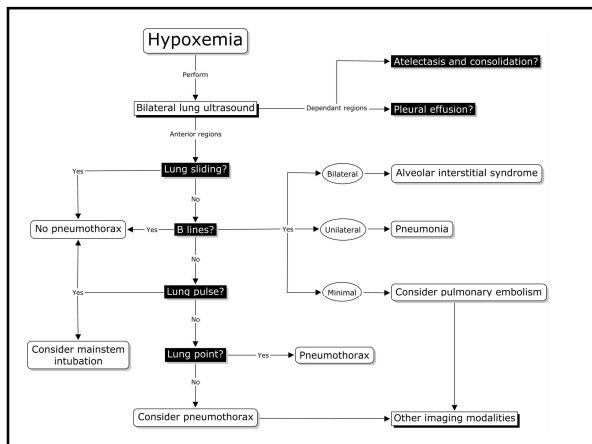 Hypoxemia
Perform
Atelectasis and consolidation?
Bilateral lung ultrasound
Dependant regions
Pleural effusion?
Anterior regions
Yes
Lung sliding?
No
Bilateral
Alveolar interstitial syndrome
No pneumothorax
Yes
B lines?
Yes
Unilateral
Pneumonia
No
Yes
Lung pulse?
Minimal
Consider pulmonary embolism
No
Consider mainstem
intubation
Lung point?
Yes
Pneumothorax
No
Consider pneumothorax
Other imaging modalities